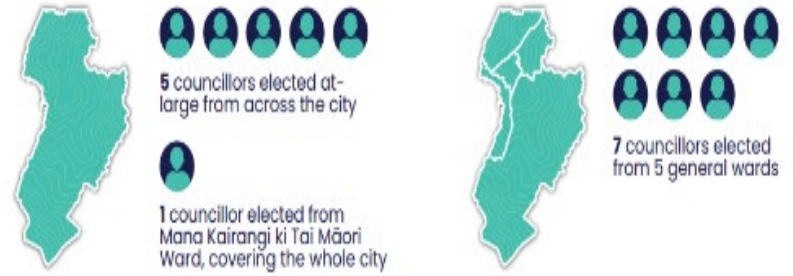 5 councillors elected at-
large from across the city
1 councillor elected from
Mana Kairangi ki Tai Māori
Ward, covering the whole city
7 councillors elected
from 5 general wards